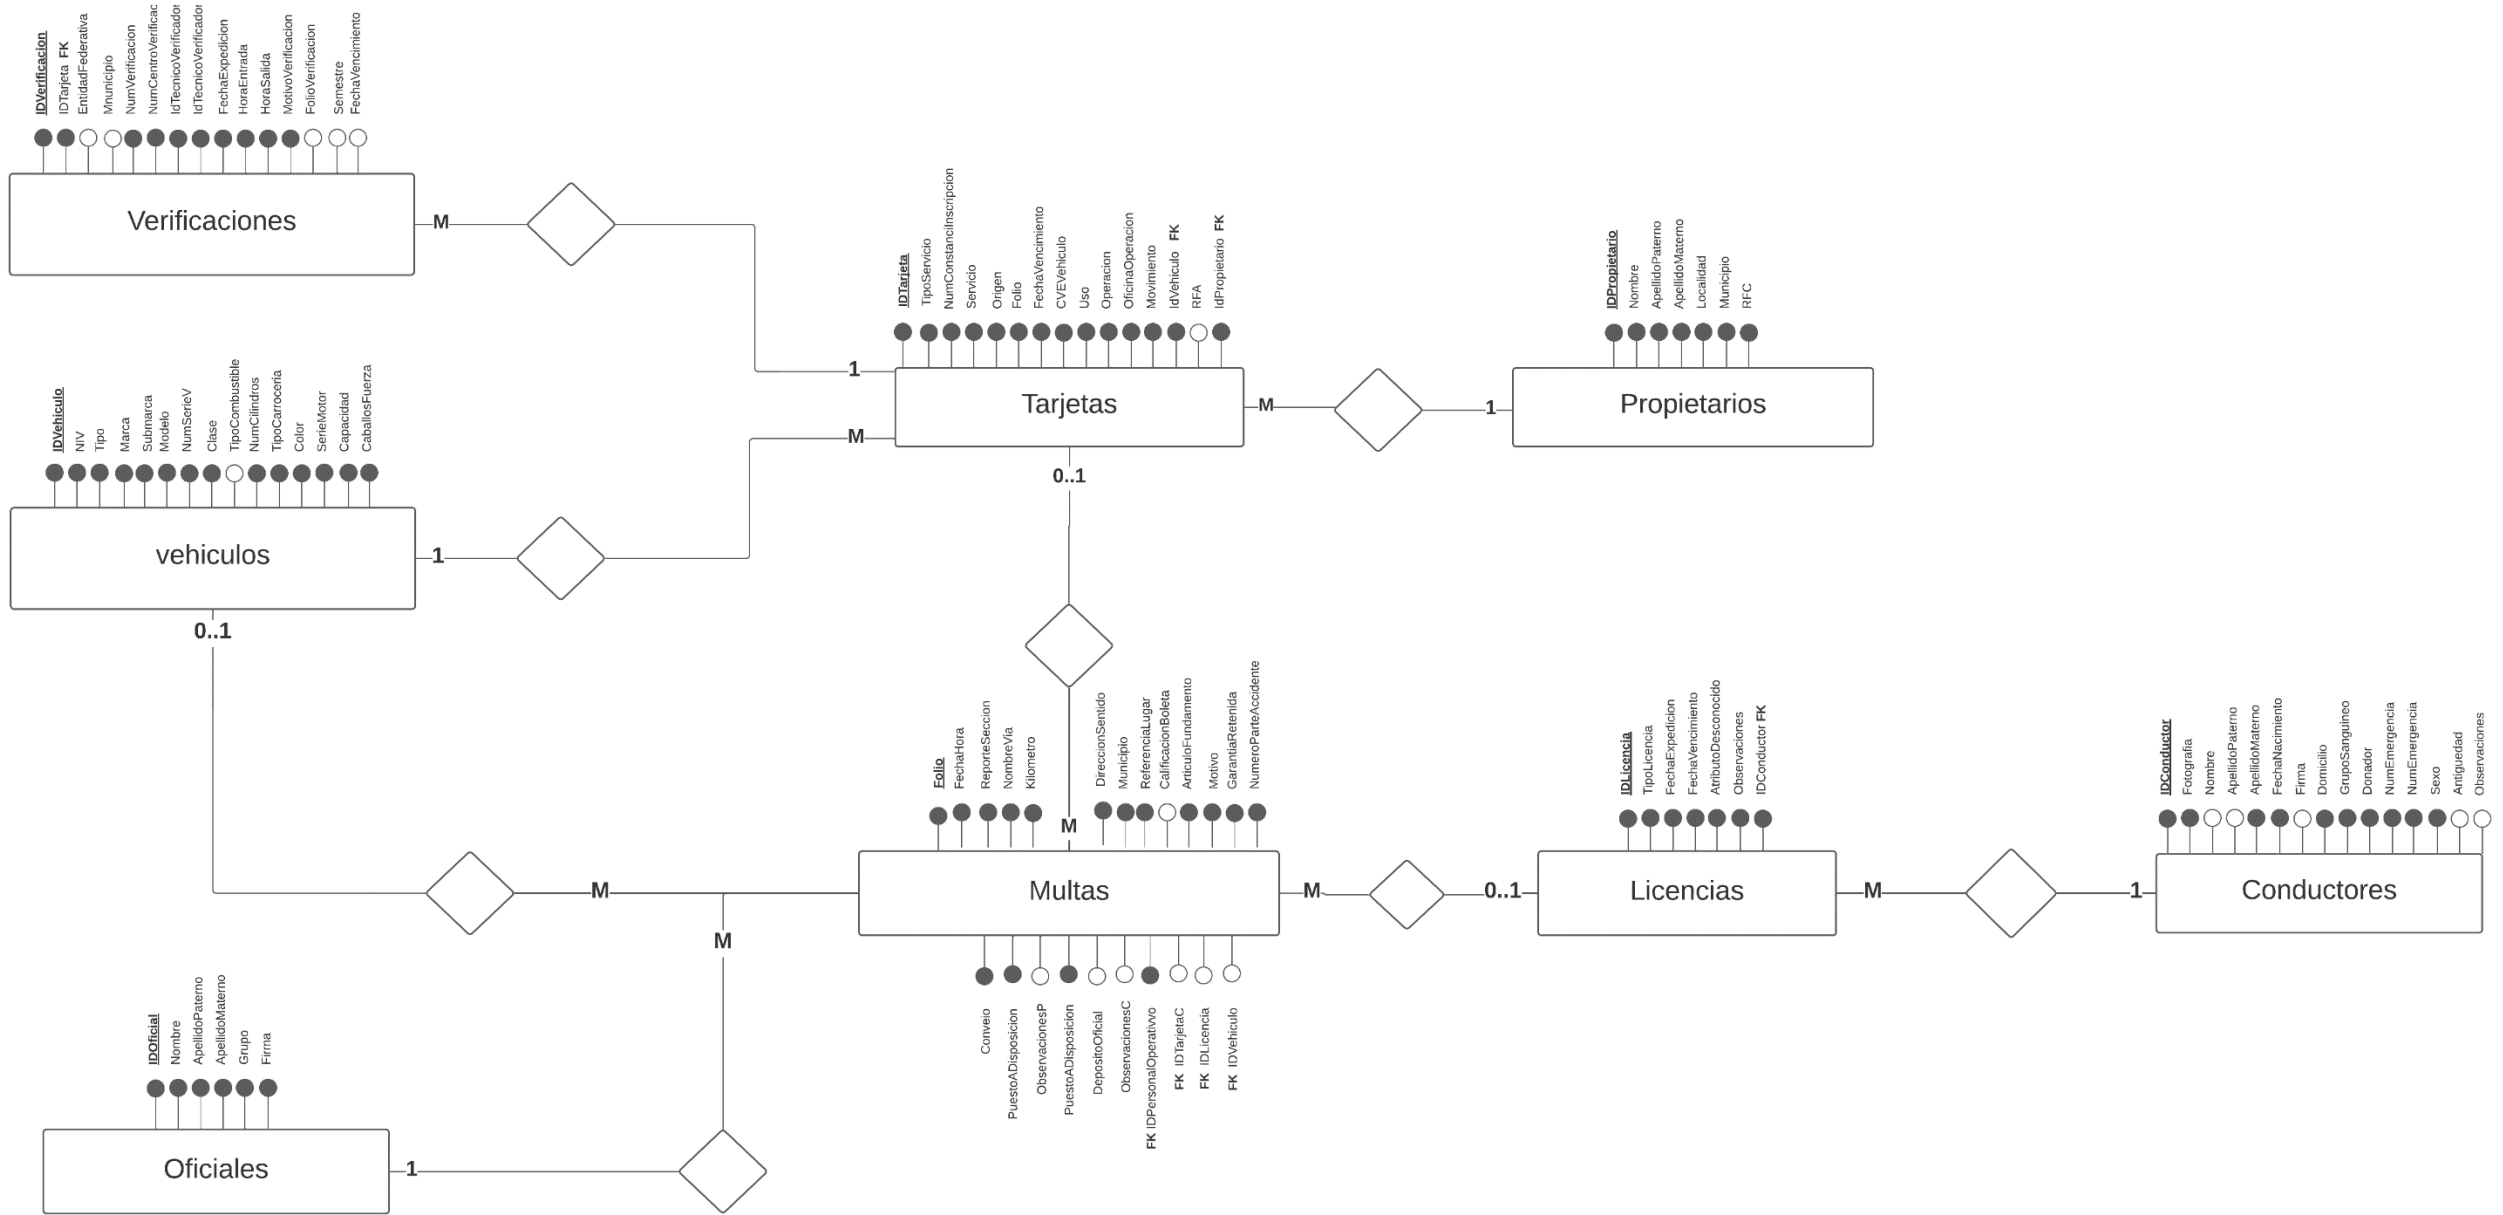 IDVerificacion
IDTarjeta FK
EntidadFederativa
Mnunicipio
NumVerificacion
NumCentroVerificac
IdTecnicoVerificador
IdTecnicoVerificador
FechaExpedicion
HoraEntrada
HoraSalida
MotivoVerificacion
FolioVerificacion
Semestre
FechaVencimiento
Verificaciones
M
1
IDTarjeta
TipoServicio
NumConstanciInscripcion
Servicio
Origen
Folio
FechaVencimiento
CVEVehiculo
Uso
Operacion
OficinaOperacion
Movimiento
IdVehiculo FK
RFA
IdPropietario FK
Tarjetas
M
1
IDPropietario
Nombre
ApellidoPaterno
ApellidoMaterno
Localidad
Municipio
RFC
Propietarios
IDVehiculo
NIV
Tipo
Marca
Submarca
Modelo
NumSerieV
Clase
TipoCombustible
NumCilindros
TipoCarroceria
Color
SerieMotor
Capacidad
CaballosFuerza
vehiculos
1
M
0..1
0..1
M
M
M
Folio
FechaHora
ReporteSeccion
NombreVia
Kilometro
DireccionSentido
Municipio
ReferenciaLugar
CalificacionBoleta
ArticuloFundamento
Motivo
GarantiaRetenida
NumeroParteAccidente
Multas
Conveio
PuestoADisposicion
ObservacionesP
PuestoADisposicion
DepositoOficial
ObservacionesC
FK IDPersonalOperativvo
FK IDTarjetaC
FK IDLicencia
FK IDVehiculo
M
0..1
IDLicencia
TipoLicencia
FechaExpedicion
FechaVencimiento
AtributoDesconocido
Observaciones
IDConductor FK
Licencias
M
1
IDConductor
Fotografia
Nombre
ApellidoPaterno
ApellidoMaterno
FechaNacimiento
Firma
Domicilio
GrupoSanguineo
Donador
NumEmergencia
NumEmergencia
Sexo
Antiguedad
Observaciones
Conductores
IDOficial
Nombre
ApellidoPaterno
ApellidoMaterno
Grupo
Firma
Oficiales
1